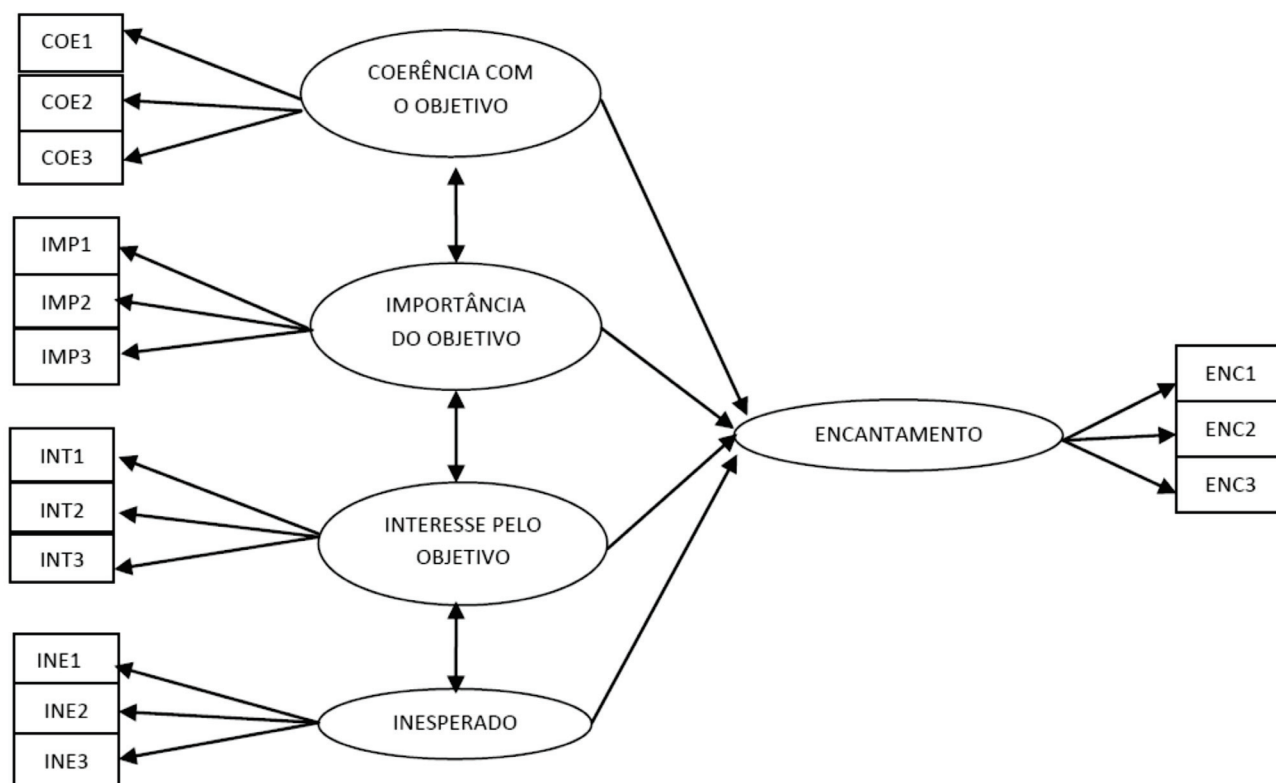 COE1
COE2
COE3
COERÊNCIA COM
O OBJETIVO
IMP1
IMP2
IMP3
IMPORTÂNCIA
DO OBJETIVO
INT1
INT2
INT3
INTERESSE PELO
OBJETIVO
INE1
INE2
INE3
INESPERADO
ENCANTAMENTO
ENC1
ENC2
ENC3